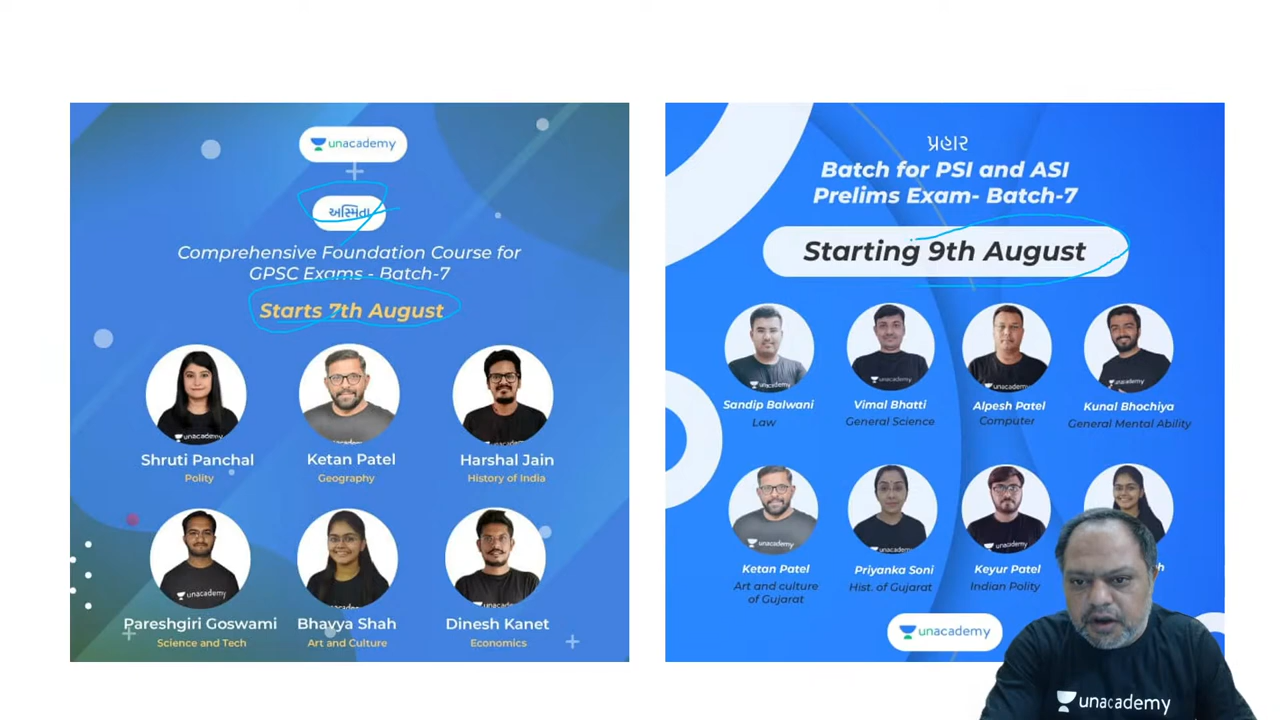 unacademy
અસ્મિતા
Comprehensive Foundation Course for
GPSC Exams - Batch-7
Starts 7th August
Shruti Panchal
Polity
Ketan Patel
Geography
Harshal Jain
History of India
Pareshgiri Goswami
Science and Tech
Bhavya Shah
Art and Culture
Dinesh Kanet
Economics
પ્રહાર
Batch for PSI and ASI
Prelims Exam- Batch-7
Starting 9th August
Sandip Balwani
Law
Vimal Bhatti
General Science
Alpesh Patel
Computer
Kunal Bhochiya
General Mental Ability
Ketan Patel
Art and culture
of Gujarat
Priyanka Soni
Hist. of Gujarat
Keyur Patel
Indian Polity
unacademy
unacademy